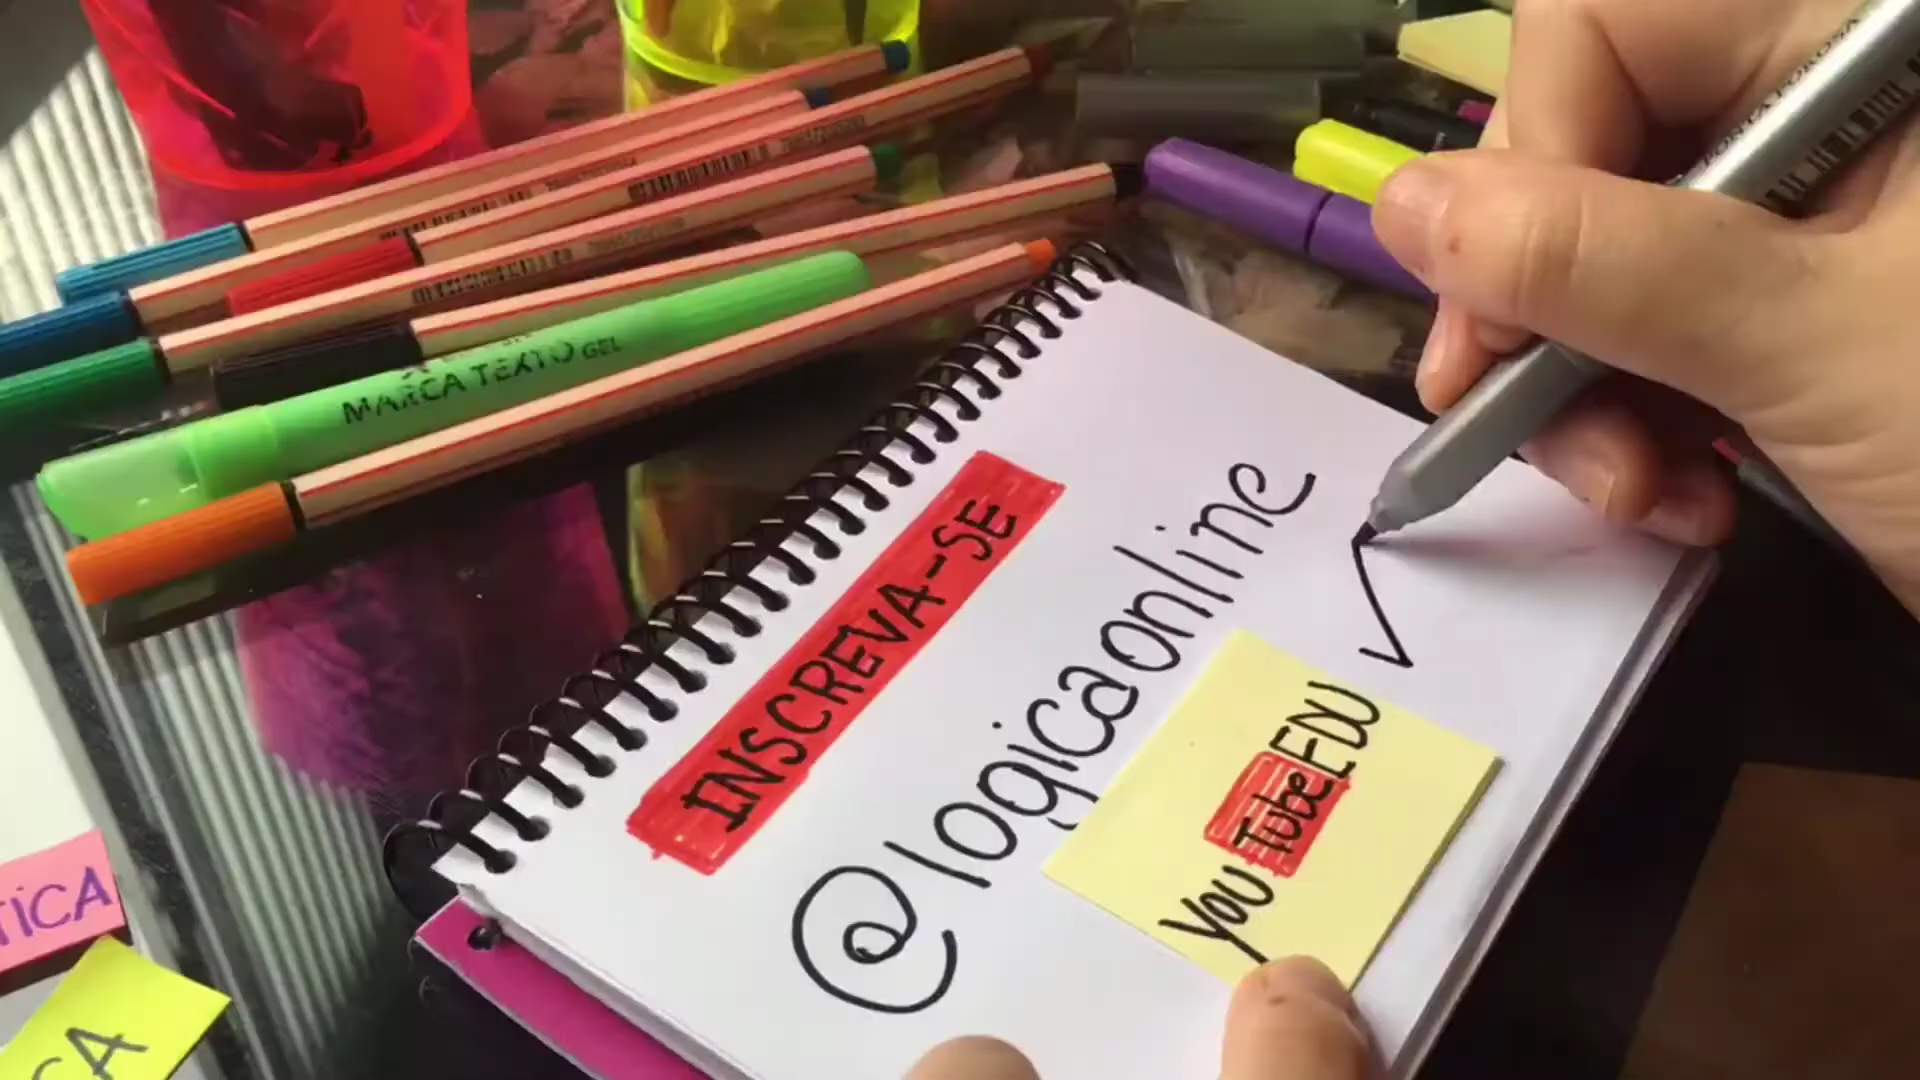 MARCA TEXTO GEL
INSCREVA-SE
@logicaonline
YouTubeEDU
TICA
CA